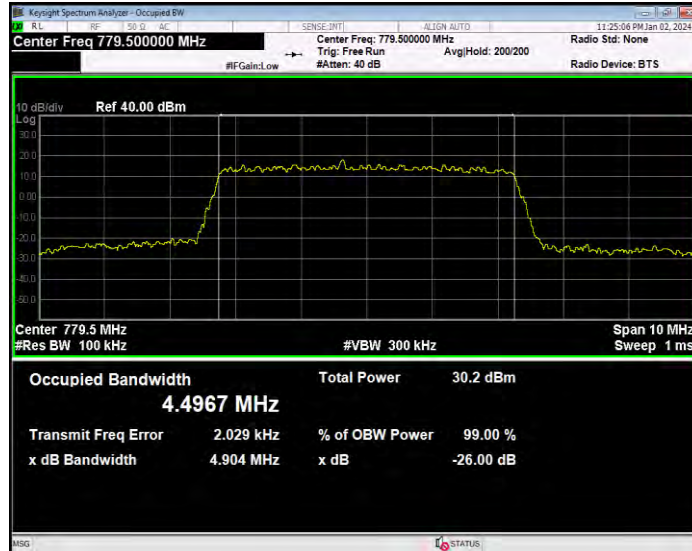 Keysight Spectrum Analyzer - Occupied BW
RL RF 50 Ω AC SENSE:INT ALIGN AUTO 11:25:06 PM Jan 02, 2024
Center Freq 779.500000 MHz Center Freq: 779.500000 MHz Radio Std: None
Trig: Free Run Avg|Hold: 200/200
#IFGain:Low #Atten: 40 dB Radio Device: BTS
10 dB/div Ref 40.00 dBm
Log
30.0
20.0
10.0
0.00
-10.0
-20.0
-30.0
-40.0
-50.0
Center 779.5 MHz Span 10 MHz
#Res BW 100 kHz #VBW 300 kHz Sweep 1 ms
Occupied Bandwidth Total Power 30.2 dBm
4.4967 MHz
Transmit Freq Error 2.029 kHz % of OBW Power 99.00 %
x dB Bandwidth 4.904 MHz x dB -26.00 dB
MSG STATUS